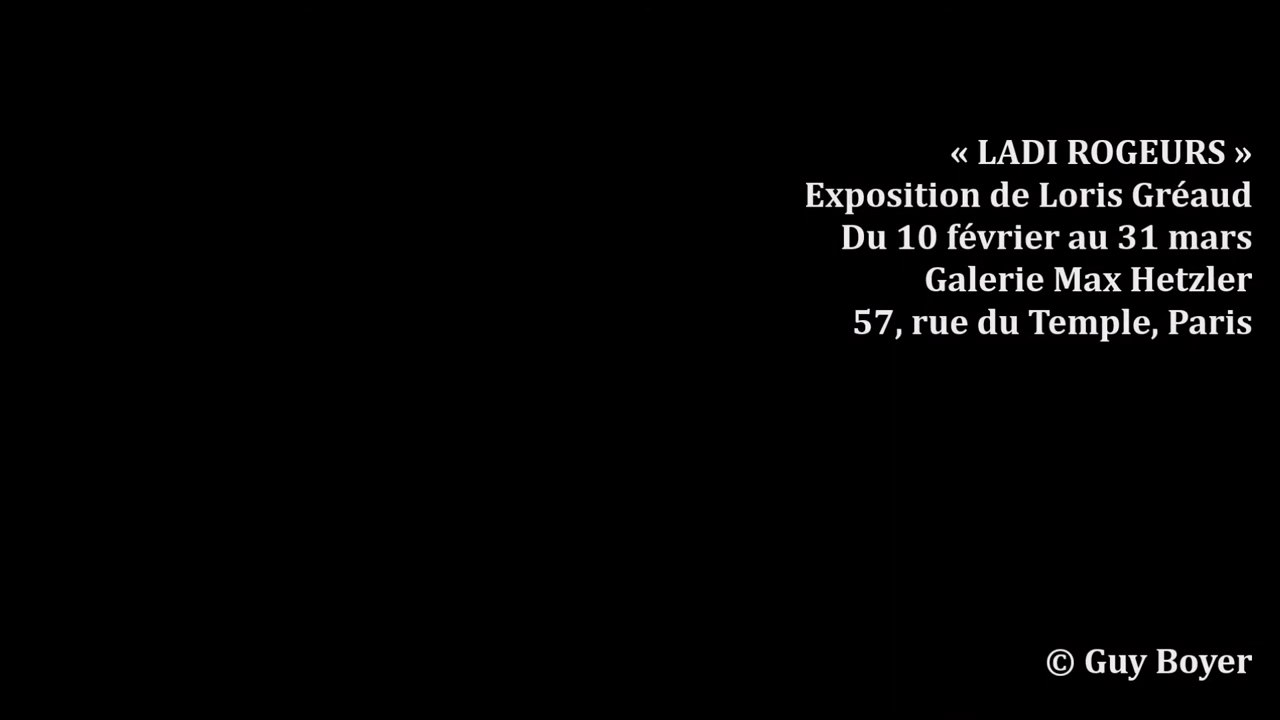 « LADI ROGEURS »
Exposition de Loris Gréaud
Du 10 février au 31 mars
Galerie Max Hetzler
57, rue du Temple, Paris
© Guy Boyer